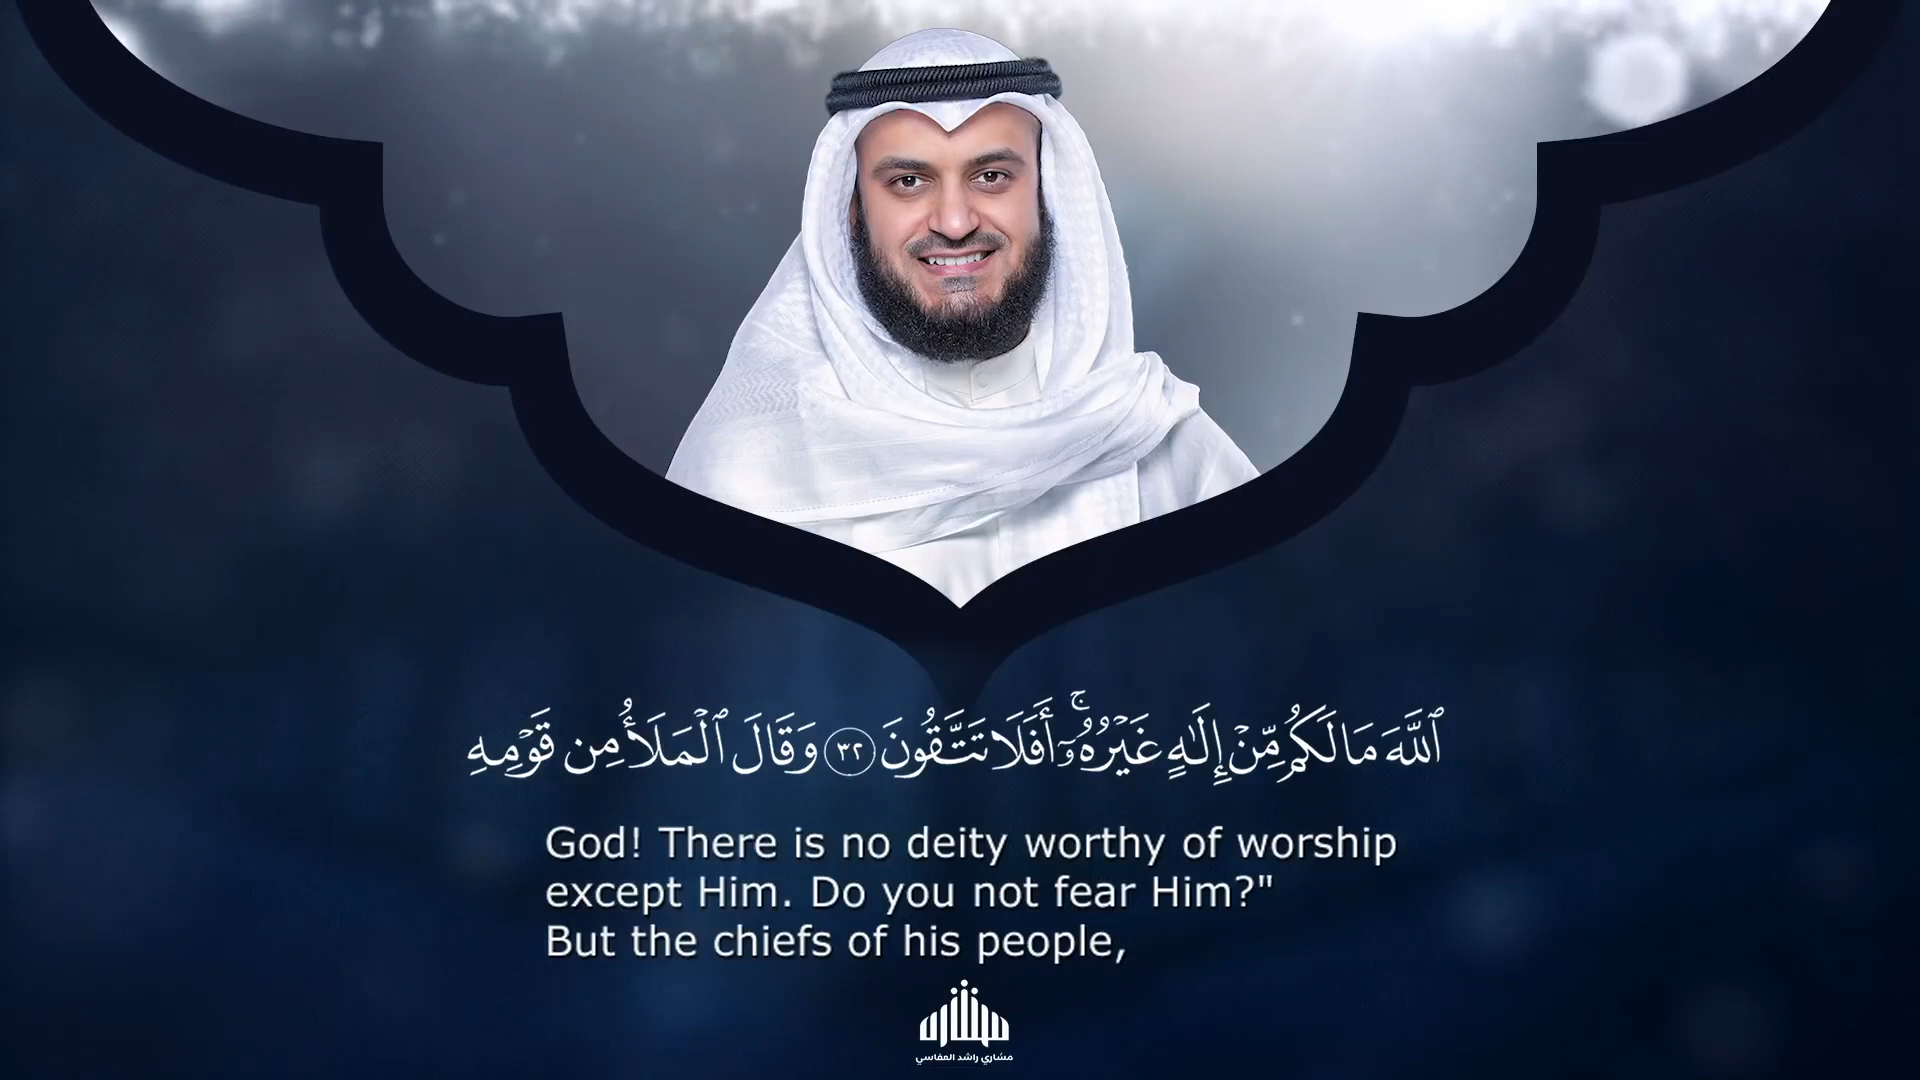 ٱللَّهَ مَا لَكُم مِّنْ إِلَٰهٍ غَيْرُهُۥٓ ۚ أَفَلَا تَتَّقُونَ ٣٢ وَقَالَ ٱلْمَلَأُ مِن قَوْمِهِ
God! There is no deity worthy of worship
except Him. Do you not fear Him?"
But the chiefs of his people,
مشاري
مشاري راشد العفاسي